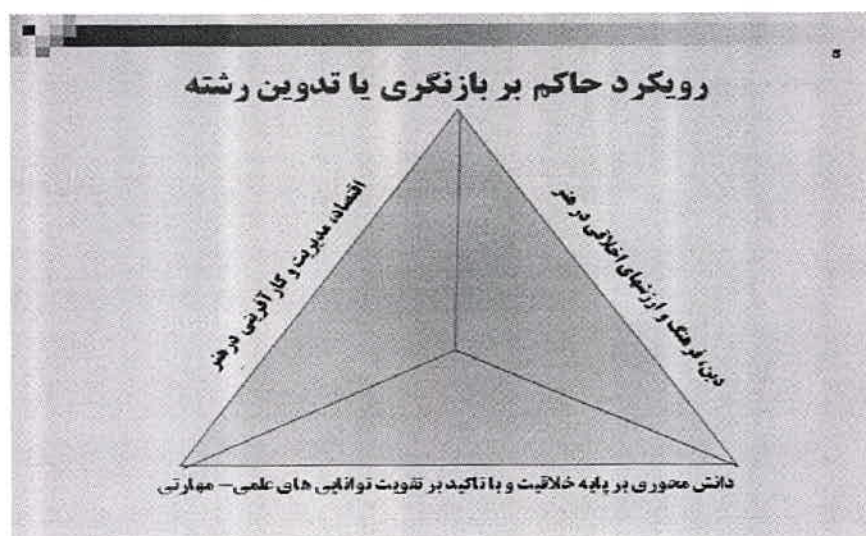 5
رویکرد حاکم بر بازنگری یا تدوین رشته
دین، فرهنگ و ارزشهای اخلاقی در هنر
اقتصاد، مدیریت و کارآفرینی در هنر
دانش محوری بر پایه خلاقیت و با تاکید بر تقویت توانایی های علمی – مهارتی